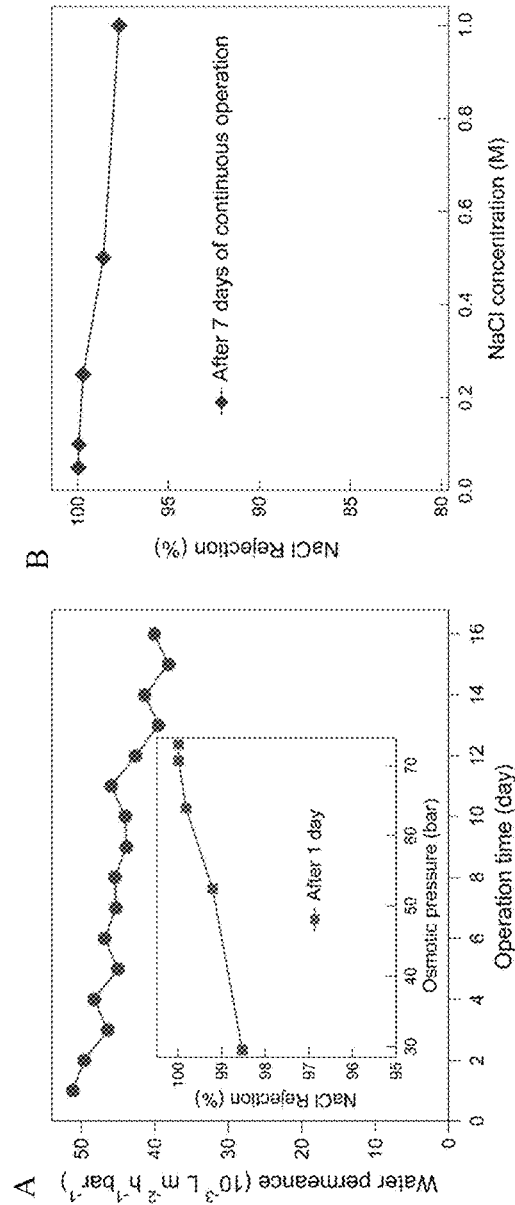 A
Water permeance (10⁻³ L m⁻² h⁻¹ bar⁻¹)
50
40
30
20
10
0
0 2 4 6 8 10 12 14 16
Operation time (day)
NaCl Rejection (%)
100
99
98
97
96
95
30 40 50 60 70
Osmotic pressure (bar)
After 1 day
B
NaCl Rejection (%)
100
95
90
85
80
0.0 0.2 0.4 0.6 0.8 1.0
NaCl concentration (M)
After 7 days of continuous operation